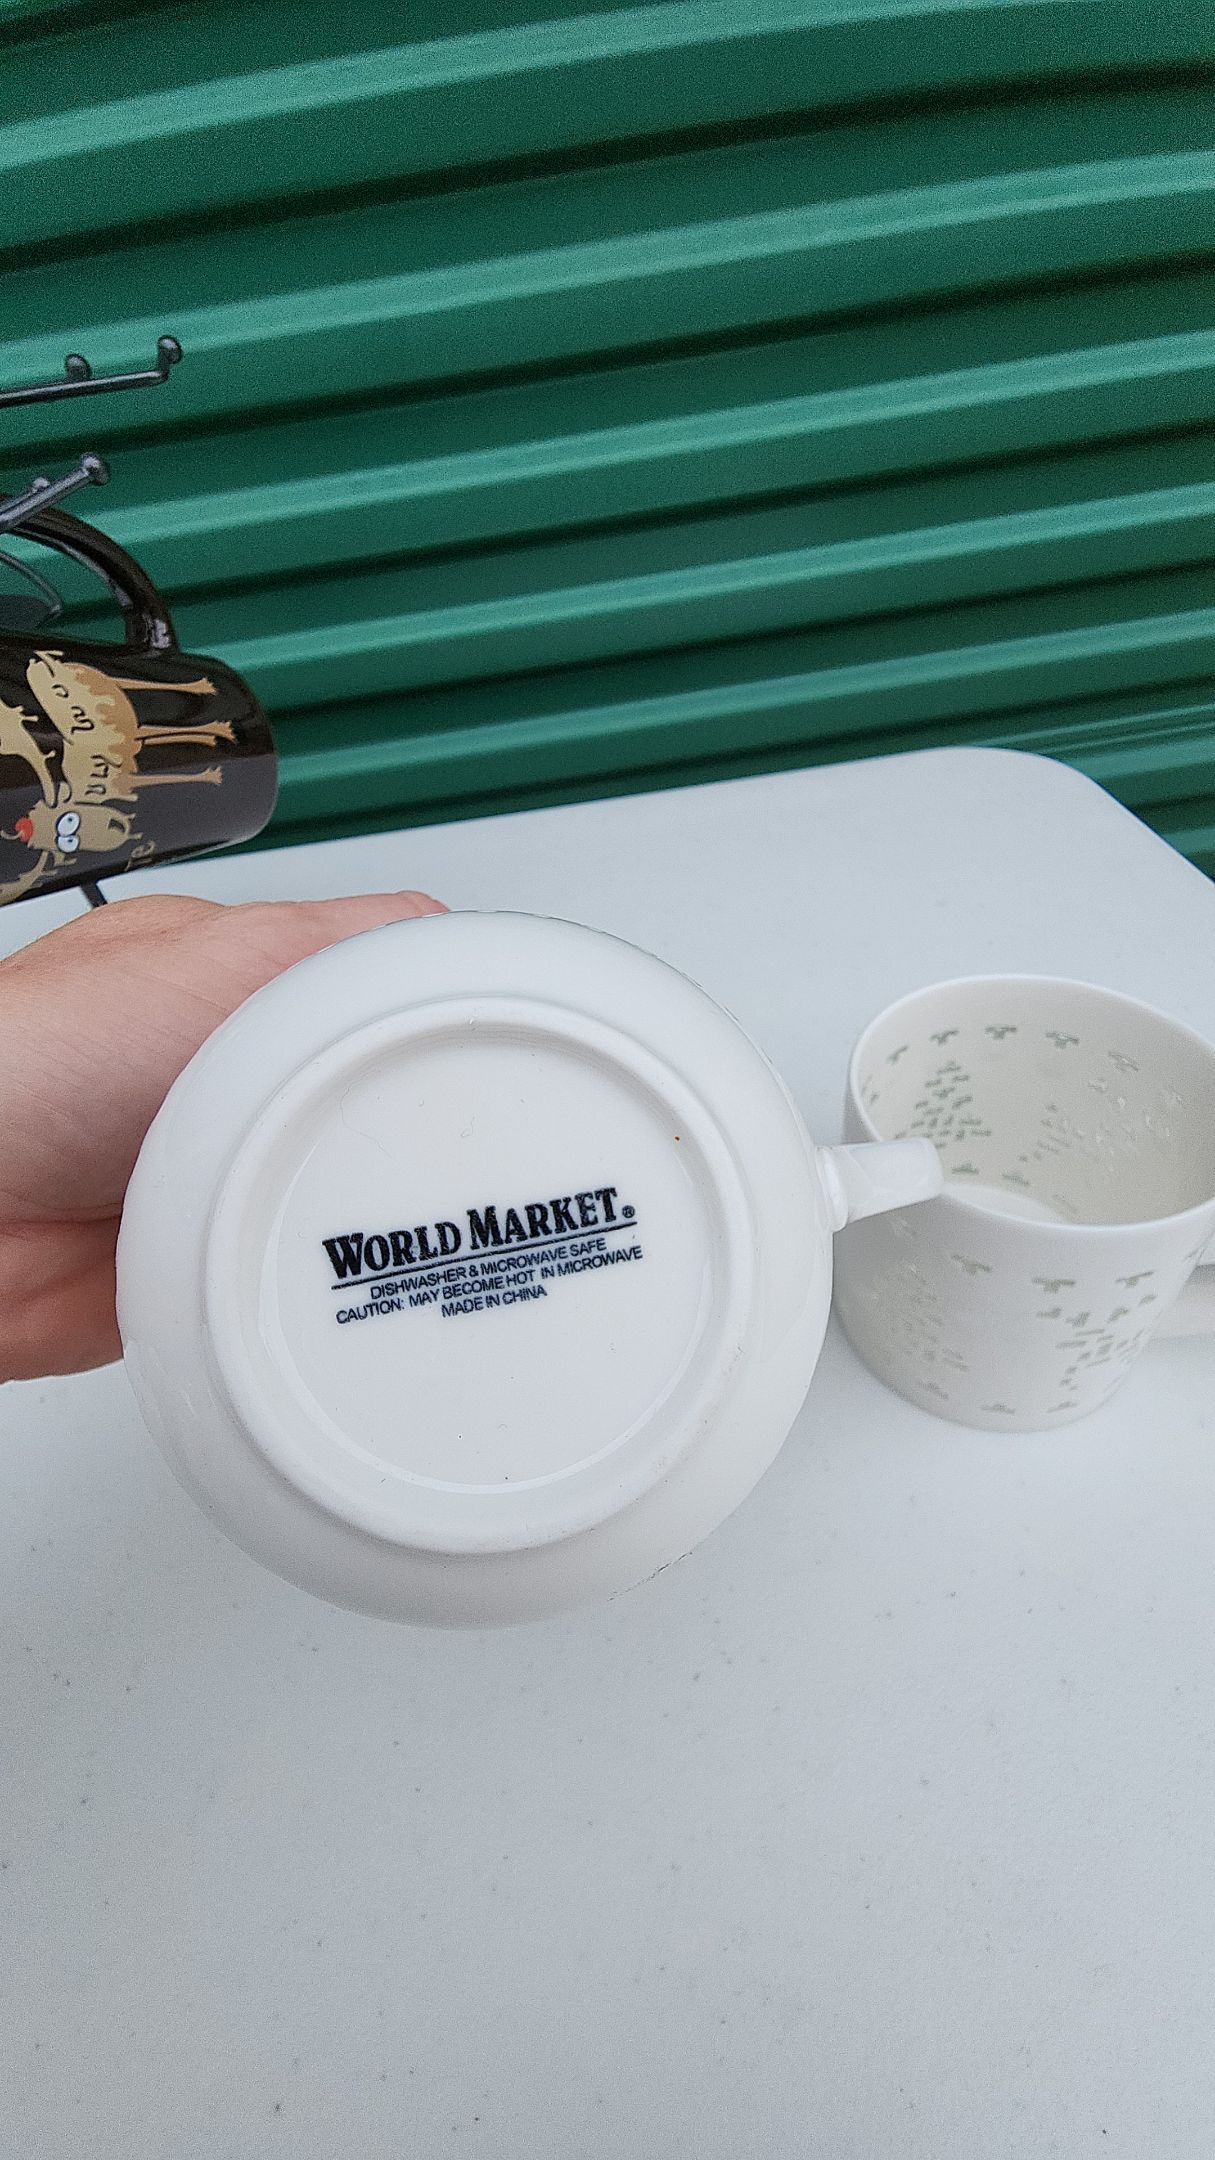 WORLD MARKET®
DISHWASHER & MICROWAVE SAFE
CAUTION: MAY BECOME HOT IN MICROWAVE
MADE IN CHINA